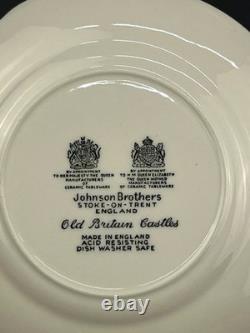 BY APPOINTMENT
TO HER MAJESTY THE QUEEN
MANUFACTURERS
OF
CERAMIC TABLEWARE
BY APPOINTMENT
TO H M QUEEN ELIZABETH
THE QUEEN MOTHER
MANUFACTURERS
OF CERAMIC TABLEWARE
Johnson Brothers
STOKE-ON-TRENT
ENGLAND
Old Britain Castles
MADE IN ENGLAND
ACID RESISTING
DISH WASHER SAFE
© 2022